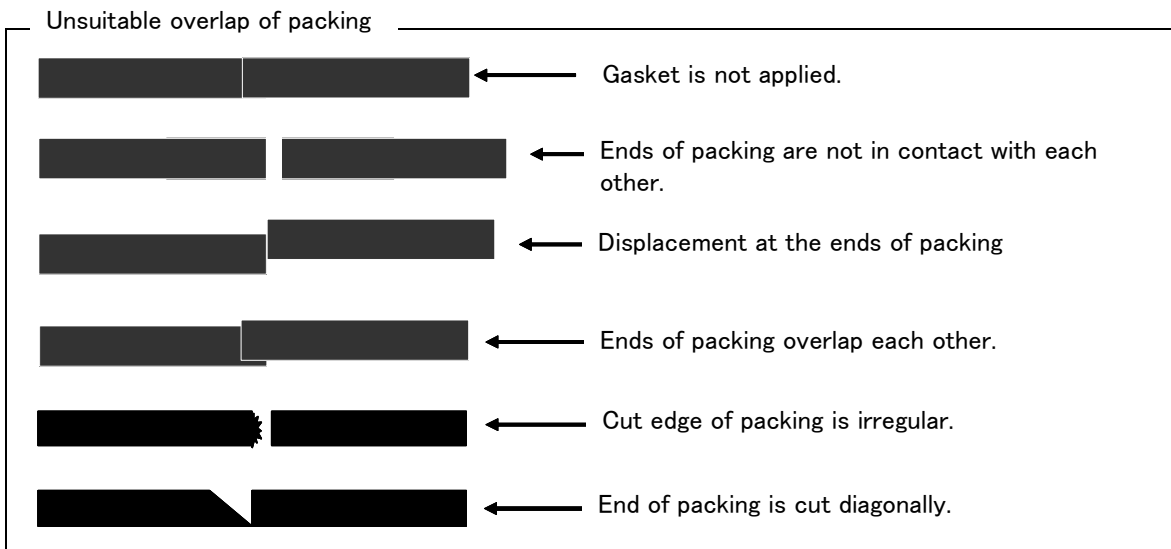 Unsuitable overlap of packing
Gasket is not applied.
Ends of packing are not in contact with each
other.
Displacement at the ends of packing
Ends of packing overlap each other.
Cut edge of packing is irregular.
End of packing is cut diagonally.